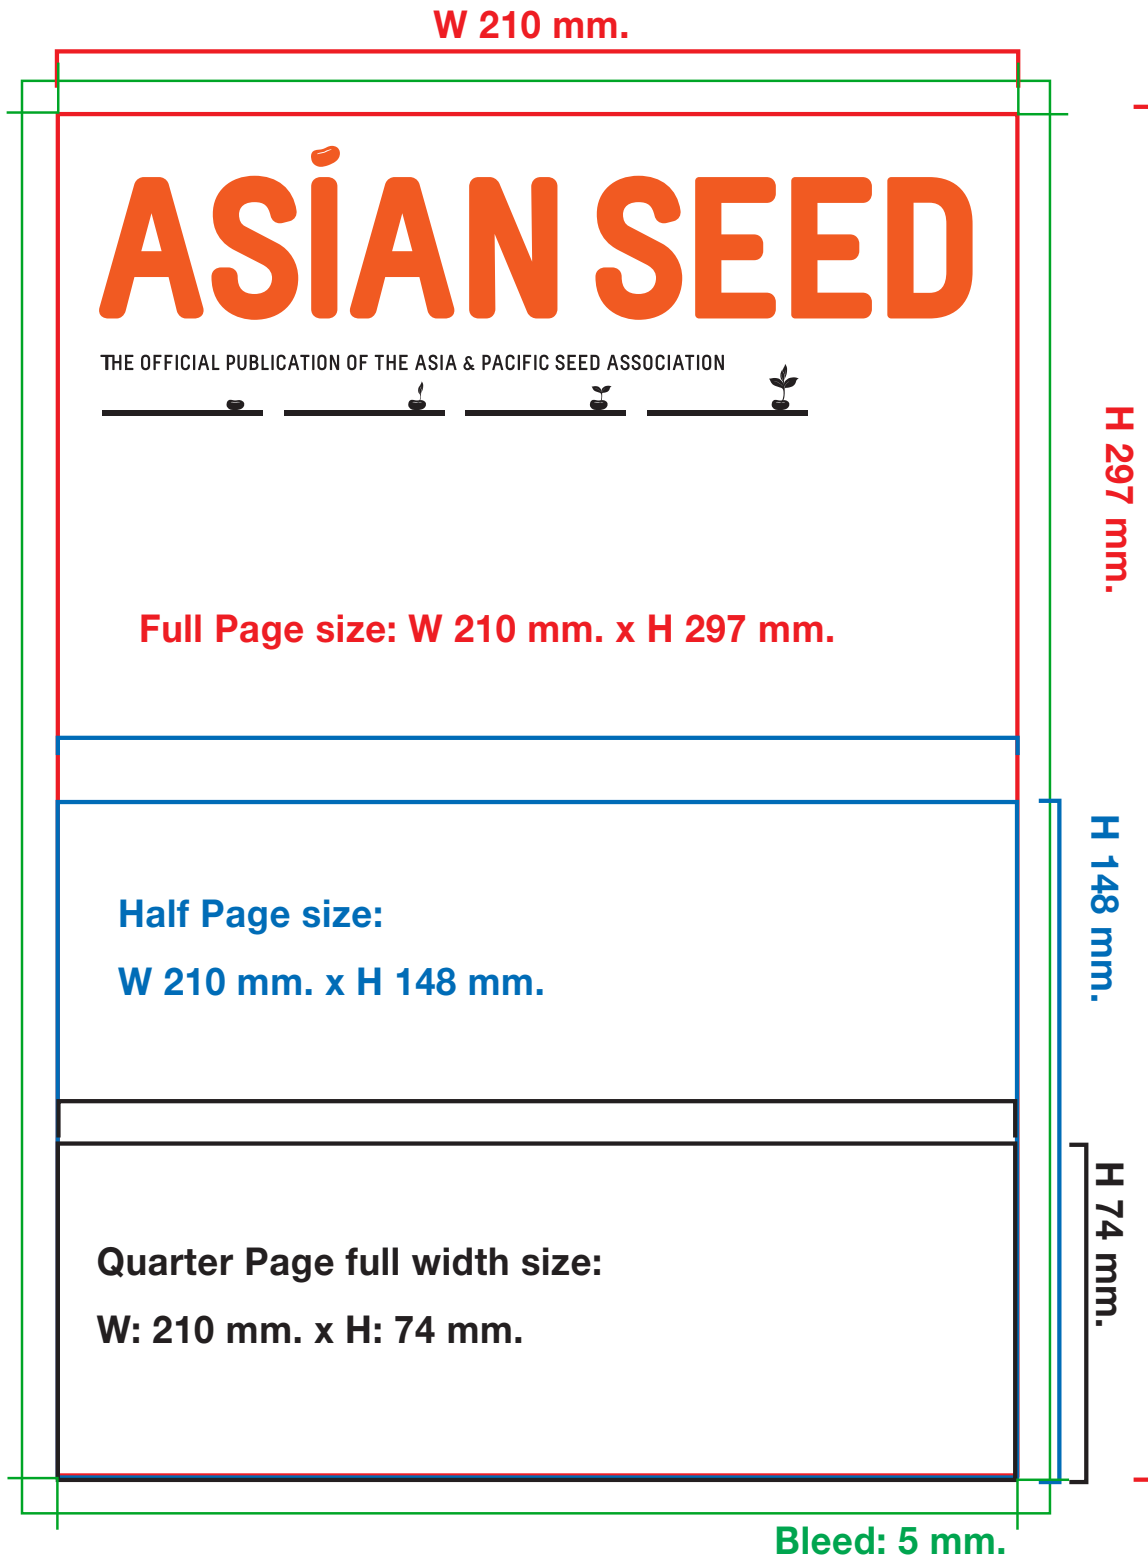 W 210 mm.
ASIAN SEED
THE OFFICIAL PUBLICATION OF THE ASIA & PACIFIC SEED ASSOCIATION
H 297 mm.
Full Page size: W 210 mm. x H 297 mm.
H 148 mm.
Half Page size:
W 210 mm. x H 148 mm.
H 74 mm.
Quarter Page full width size:
W: 210 mm. x H: 74 mm.
Bleed: 5 mm.